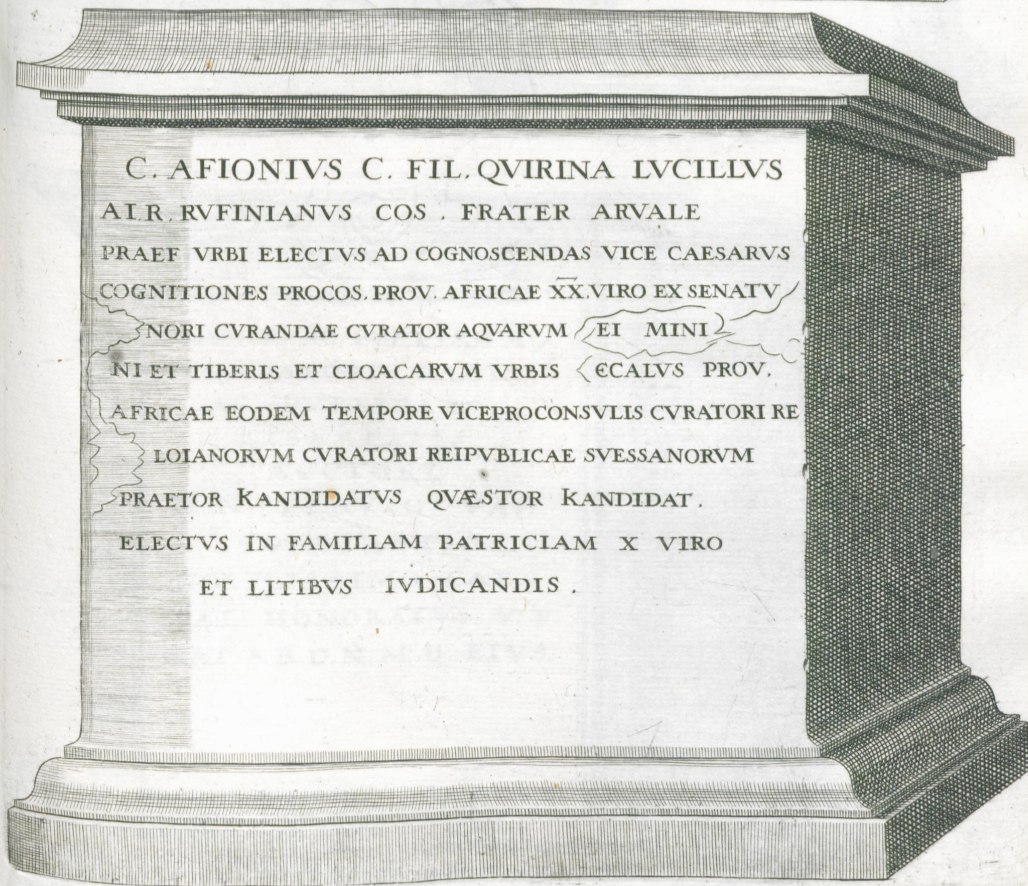 C. AFIONIVS C. FIL. QVIRINA LVCILLVS
AI.R. RVFINIANVS COS . FRATER ARVALE
PRAEF VRBI ELECTVS AD COGNOSCENDAS VICE CAESARVS
COGNITIONES PROCOS. PROV. AFRICAE X̅X̅.VIRO EX SENATV
NORI CVRANDAE CVRATOR AQVARVM EI MINI
NI ET TIBERIS ET CLOACARVM VRBIS ЄCALVS PROV.
AFRICAE EODEM TEMPORE VICEPROCONSVLIS CVRATORI RE
LOIANORVM CVRATORI REIPVBLICAE SVESSANORVM
PRAETOR KANDIDATVS QVÆSTOR KANDIDAT.
ELECTVS IN FAMILIAM PATRICIAM X VIRO
ET LITIBVS IVDICANDIS .